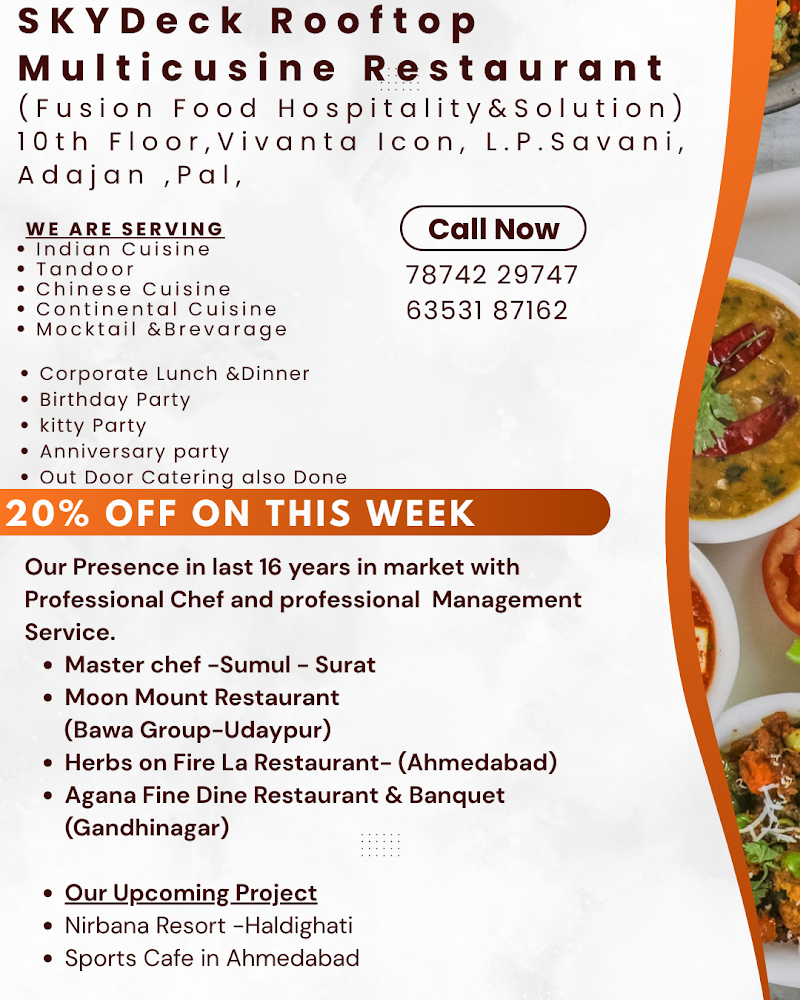 SKYDeck Rooftop
Multicusine Restaurant
(Fusion Food Hospitality&Solution)
10th Floor,Vivanta Icon, L.P.Savani,
Adajan ,Pal,
WE ARE SERVING
• Indian Cuisine
• Tandoor
• Chinese Cuisine
• Continental Cuisine
• Mocktail &Brevarage
Call Now
78742 29747
63531 87162
• Corporate Lunch &Dinner
• Birthday Party
• kitty Party
• Anniversary party
• Out Door Catering also Done
20% OFF ON THIS WEEK
Our Presence in last 16 years in market with
Professional Chef and professional Management
Service.
• Master chef -Sumul - Surat
• Moon Mount Restaurant
(Bawa Group-Udaypur)
• Herbs on Fire La Restaurant- (Ahmedabad)
• Agana Fine Dine Restaurant & Banquet
(Gandhinagar)
• Our Upcoming Project
• Nirbana Resort -Haldighati
• Sports Cafe in Ahmedabad